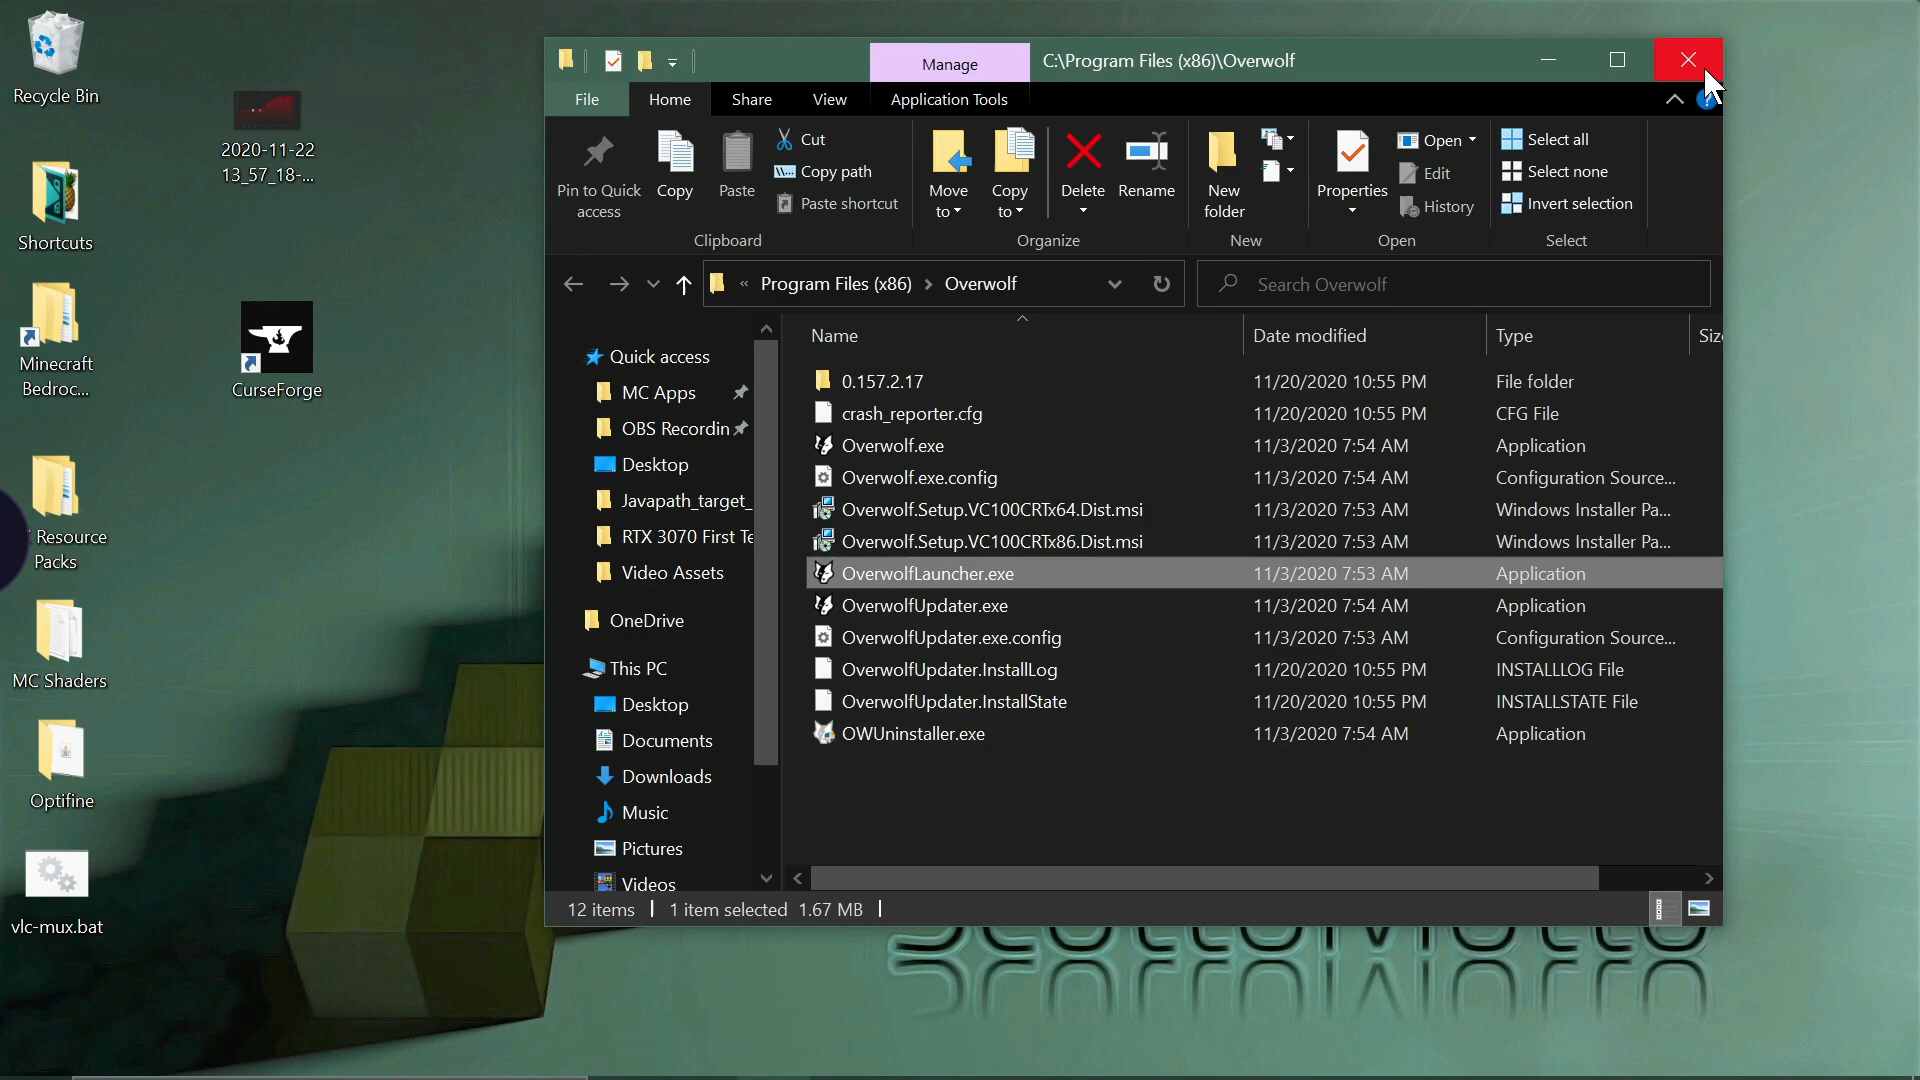 Recycle Bin
2020-11-22
13_57_18-...
Shortcuts
Minecraft
Bedroc...
CurseForge
Resource
Packs
MC Shaders
Optifine
vlc-mux.bat
Manage
C:\Program Files (x86)\Overwolf
File
Home
Share
View
Application Tools
?
Pin to Quick
access
Copy
Paste
Cut
Copy path
Paste shortcut
Clipboard
Move
to
Copy
to
Delete
Rename
Organize
New
folder
New
Properties
Open
Edit
History
Open
Select all
Select none
Invert selection
Select
« Program Files (x86) > Overwolf
Search Overwolf
Quick access
MC Apps
OBS Recordin
Desktop
Javapath_target_
RTX 3070 First Te
Video Assets
OneDrive
This PC
Desktop
Documents
Downloads
Music
Pictures
Videos
Name Date modified Type Siz
0.157.2.17 11/20/2020 10:55 PM File folder
crash_reporter.cfg 11/20/2020 10:55 PM CFG File
Overwolf.exe 11/3/2020 7:54 AM Application
Overwolf.exe.config 11/3/2020 7:54 AM Configuration Source...
Overwolf.Setup.VC100CRTx64.Dist.msi 11/3/2020 7:53 AM Windows Installer Pa...
Overwolf.Setup.VC100CRTx86.Dist.msi 11/3/2020 7:53 AM Windows Installer Pa...
OverwolfLauncher.exe 11/3/2020 7:53 AM Application
OverwolfUpdater.exe 11/3/2020 7:54 AM Application
OverwolfUpdater.exe.config 11/3/2020 7:53 AM Configuration Source...
OverwolfUpdater.InstallLog 11/20/2020 10:55 PM INSTALLLOG File
OverwolfUpdater.InstallState 11/20/2020 10:55 PM INSTALLSTATE File
OWUninstaller.exe 11/3/2020 7:54 AM Application
12 items 1 item selected 1.67 MB